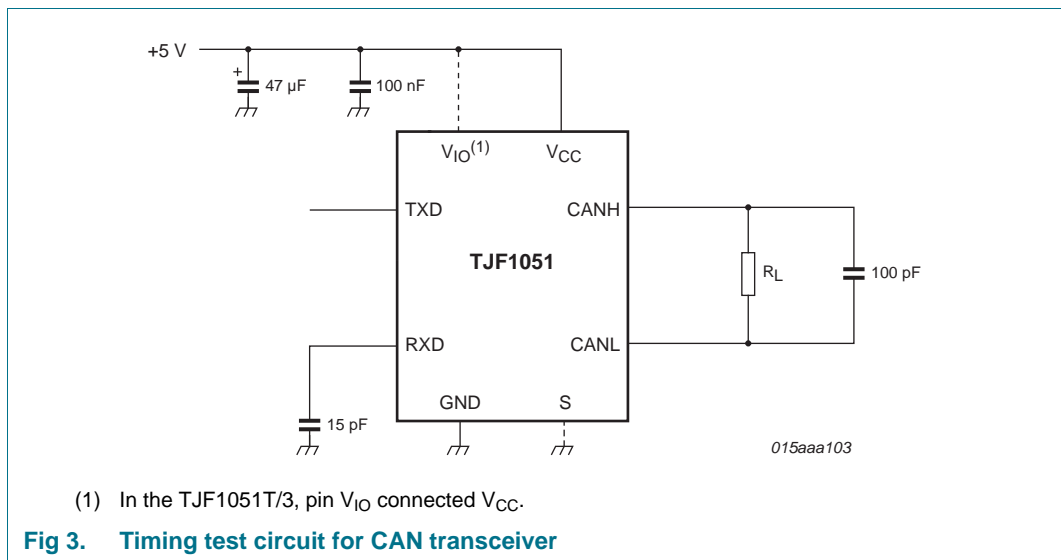 +5 V
+
47 µF
100 nF
VIO(1)
VCC
TXD
CANH
TJF1051
RL
100 pF
RXD
CANL
GND
S
15 pF
015aaa103
(1) In the TJF1051T/3, pin VIO connected VCC.
Fig 3. Timing test circuit for CAN transceiver